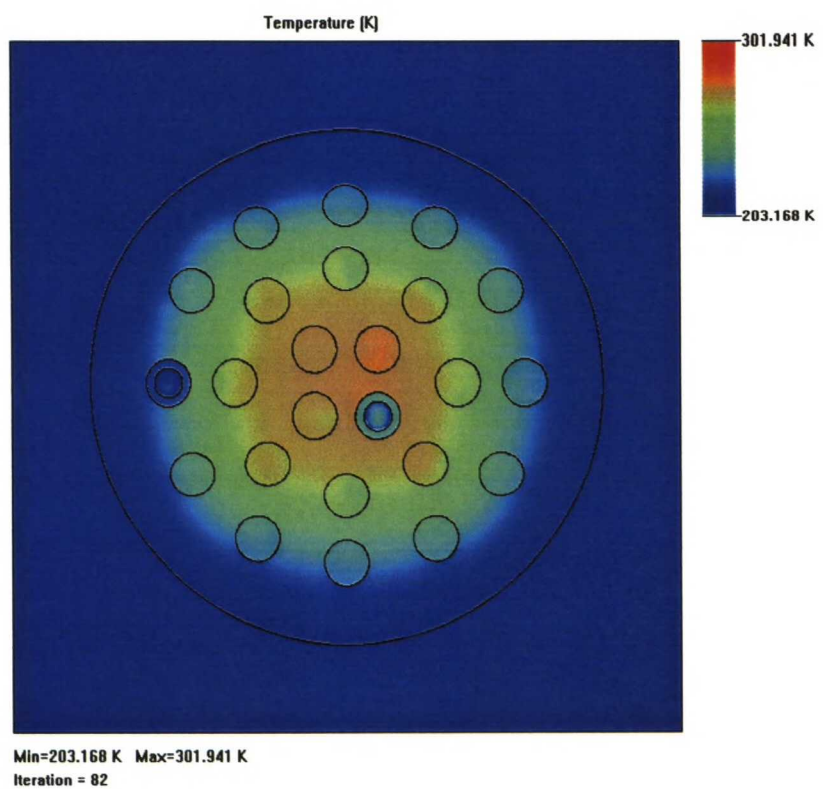 Temperature (K)
301.941 K
203.168 K
Min=203.168 K Max=301.941 K
Iteration = 82